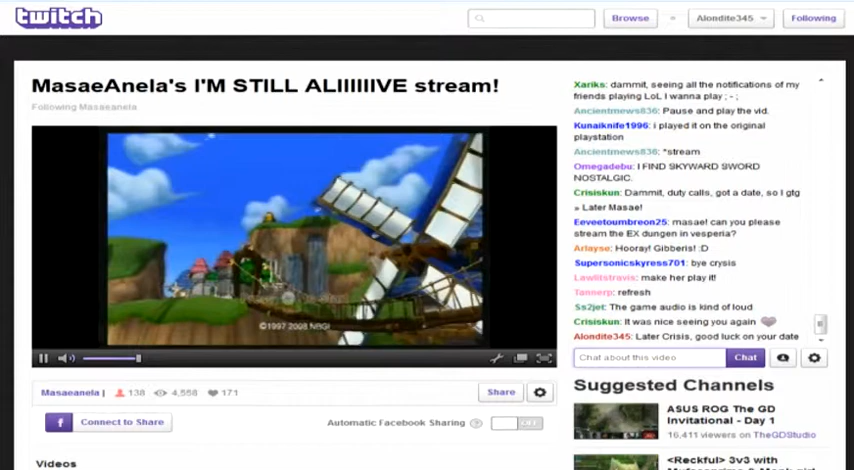 twitch
Browse
Alondite345
Following
MasaeAnela's I'M STILL ALIIIIIIVE stream!
Following Masaeanela
©1997 2008 NBGI
Masaeanela | 138 4,558 171
Share
f Connect to Share
Automatic Facebook Sharing ? OFF
Videos
Xariks: dammit, seeing all the notifications of my
friends playing LoL I wanna play ; - ;
Ancientmews836: Pause and play the vid.
Kunaiknife1996: i played it on the original
playstation
Ancientmews836: *stream
Omegadebu: I FIND SKYWARD SWORD
NOSTALGIC.
Crisiskun: Dammit, duty calls, got a date, so I gtg
» Later Masae!
Eeveetoumbreon25: masae! can you please
stream the EX dungen in vesperia?
Arlayse: Hooray! Gibberis! :D
Supersonicskyress701: bye crysis
Lawlitstravis: make her play it!
Tannerp: refresh
Ss2jet: The game audio is kind of loud
Crisiskun: It was nice seeing you again
Alondite345: Later Crisis, good luck on your date
Chat about this video
Chat
Suggested Channels
ASUS ROG The GD
Invitational - Day 1
16,411 viewers on TheGDStudio
<Reckful> 3v3 with